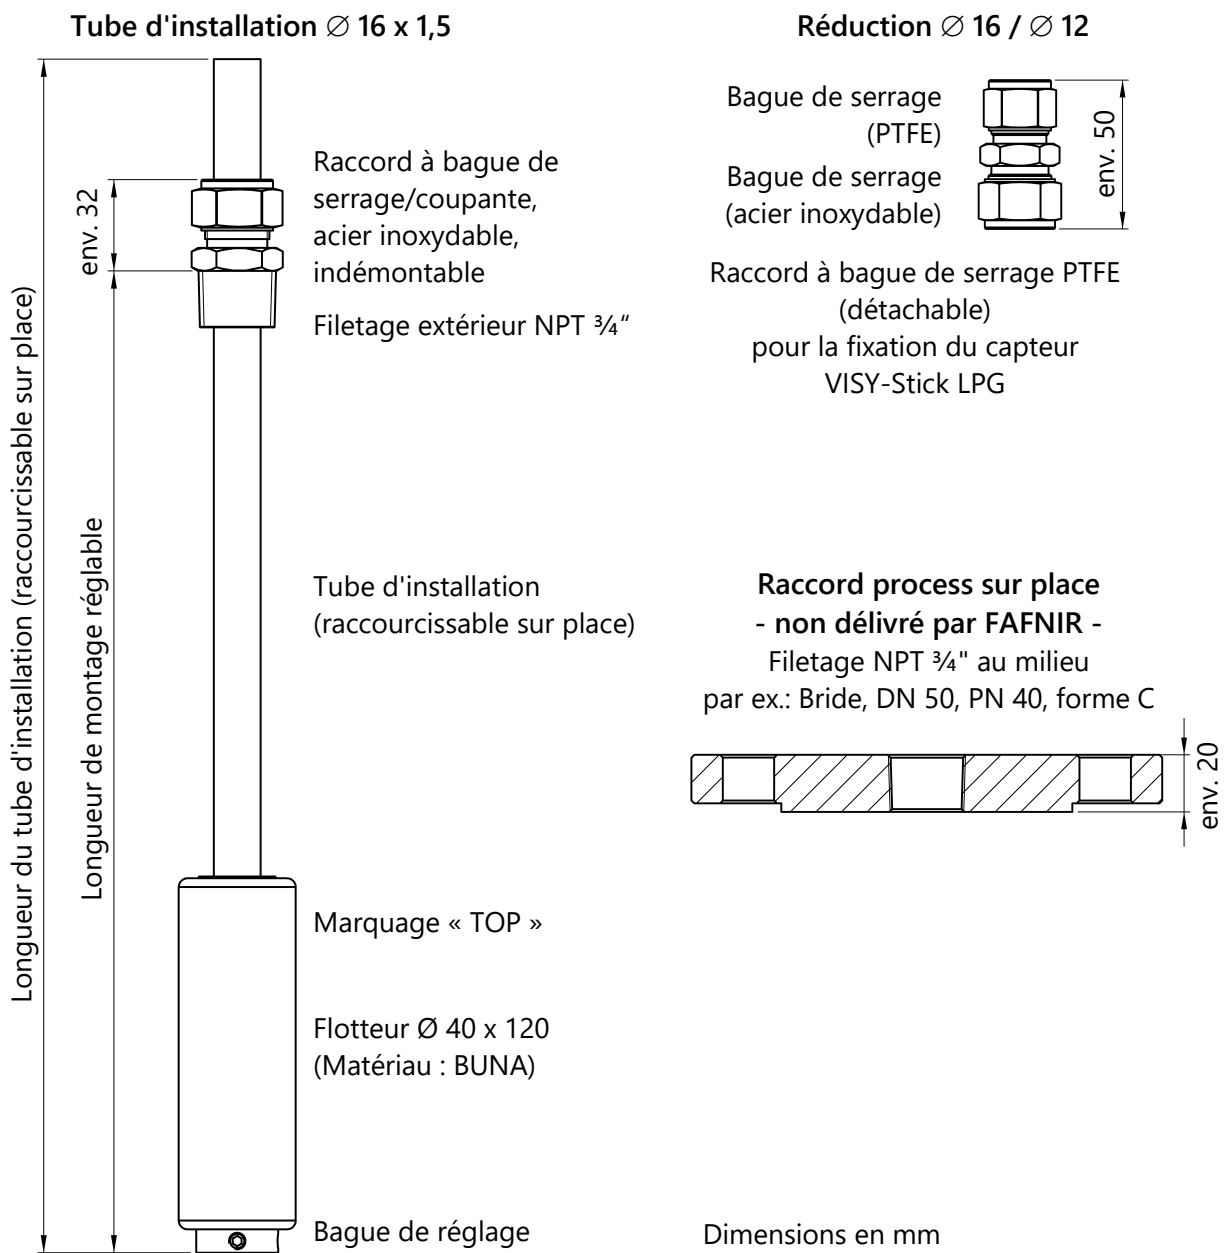 Tube d'installation ∅ 16 x 1,5
env. 32
Raccord à bague de
serrage/coupante,
acier inoxydable,
indémontable
Filetage extérieur NPT ¾“
Longueur du tube d'installation (raccourcissable sur place)
Longueur de montage réglable
Tube d'installation
(raccourcissable sur place)
Marquage « TOP »
Flotteur Ø 40 x 120
(Matériau : BUNA)
Bague de réglage
Réduction ∅ 16 / ∅ 12
Bague de serrage
(PTFE)
Bague de serrage
(acier inoxydable)
env. 50
Raccord à bague de serrage PTFE
(détachable)
pour la fixation du capteur
VISY-Stick LPG
Raccord process sur place
- non délivré par FAFNIR -
Filetage NPT ¾" au milieu
par ex.: Bride, DN 50, PN 40, forme C
env. 20
Dimensions en mm